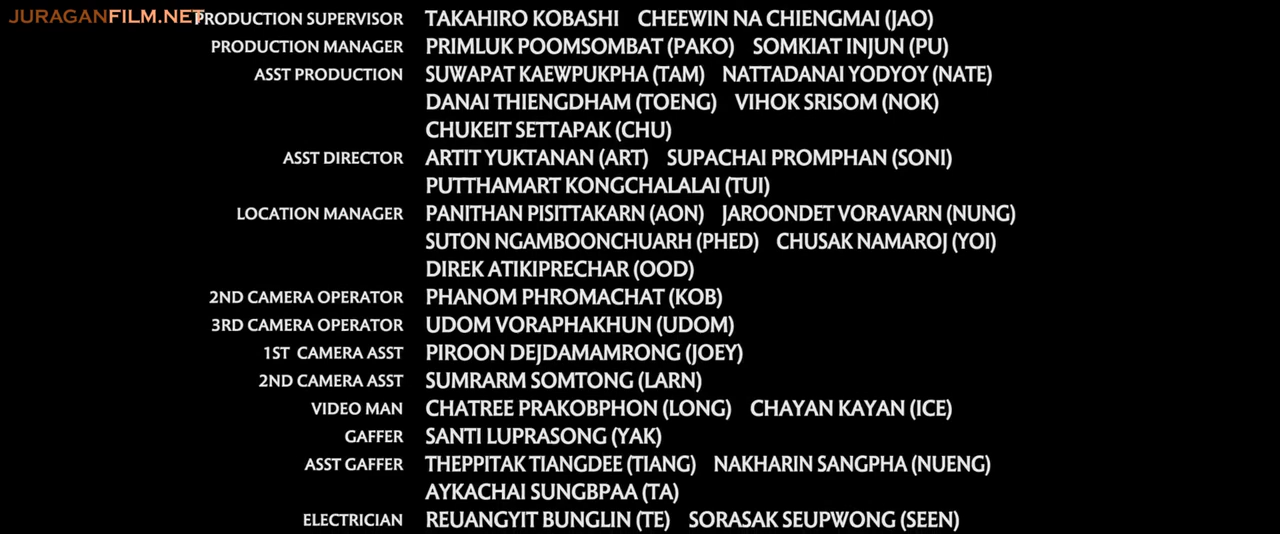 JURAGANFILM.NET
PRODUCTION SUPERVISOR TAKAHIRO KOBASHI CHEEWIN NA CHIENGMAI (JAO)
PRODUCTION MANAGER PRIMLUK POOMSOMBAT (PAKO) SOMKIAT INJUN (PU)
ASST PRODUCTION SUWAPAT KAEWPUKPHA (TAM) NATTADANAI YODYOY (NATE)
DANAI THIENGDHAM (TOENG) VIHOK SRISOM (NOK)
CHUKEIT SETTAPAK (CHU)
ASST DIRECTOR ARTIT YUKTANAN (ART) SUPACHAI PROMPHAN (SONI)
PUTTHAMART KONGCHALALAI (TUI)
LOCATION MANAGER PANITHAN PISITTAKARN (AON) JAROONDET VORAVARN (NUNG)
SUTON NGAMBOONCHUARH (PHED) CHUSAK NAMAROJ (YOI)
DIREK ATIKIPRECHAR (OOD)
2ND CAMERA OPERATOR PHANOM PHROMACHAT (KOB)
3RD CAMERA OPERATOR UDOM VORAPHAKHUN (UDOM)
1ST CAMERA ASST PIROON DEJDAMAMRONG (JOEY)
2ND CAMERA ASST SUMRARM SOMTONG (LARN)
VIDEO MAN CHATREE PRAKOBPHON (LONG) CHAYAN KAYAN (ICE)
GAFFER SANTI LUPRASONG (YAK)
ASST GAFFER THEPPITAK TIANGDEE (TIANG) NAKHARIN SANGPHA (NUENG)
AYKACHAI SUNGBPAA (TA)
ELECTRICIAN REUANGYIT BUNGLIN (TE) SORASAK SEUPWONG (SEEN)